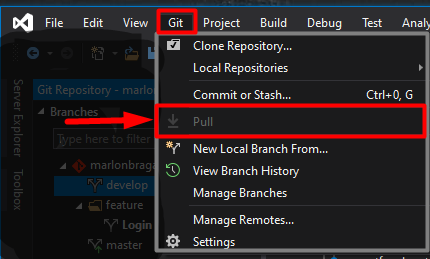 File Edit View Git Project Build Debug Test Analy
Clone Repository...
Local Repositories
Commit or Stash... Ctrl+0, G
Pull
New Local Branch From...
View Branch History
Manage Branches
Manage Remotes...
Settings
Server Explorer
Toolbox
Git Repository - marlon
Branches
Type here to filter
marlonbraga
develop
feature
Login
master